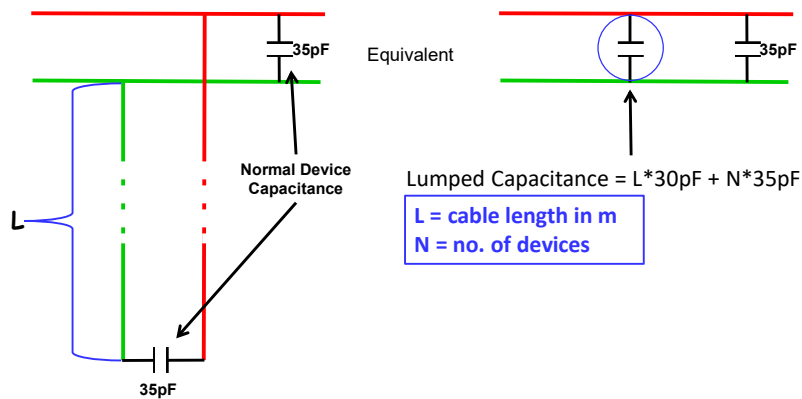 35pF
Equivalent
35pF
Normal Device
Capacitance
L
Lumped Capacitance = L*30pF + N*35pF
L = cable length in m
N = no. of devices
35pF